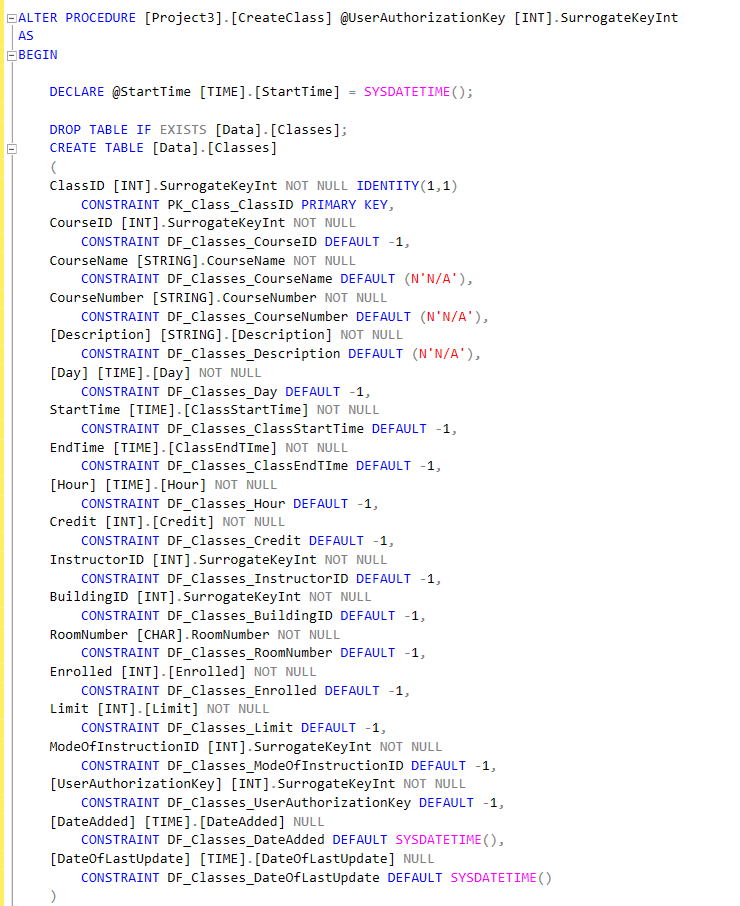 ALTER PROCEDURE [Project3].[CreateClass] @UserAuthorizationKey [INT].SurrogateKeyInt
AS
BEGIN
DECLARE @StartTime [TIME].[StartTime] = SYSDATETIME();
DROP TABLE IF EXISTS [Data].[Classes];
CREATE TABLE [Data].[Classes]
(
ClassID [INT].SurrogateKeyInt NOT NULL IDENTITY(1,1)
CONSTRAINT PK_Class_ClassID PRIMARY KEY,
CourseID [INT].SurrogateKeyInt NOT NULL
CONSTRAINT DF_Classes_CourseID DEFAULT -1,
CourseName [STRING].CourseName NOT NULL
CONSTRAINT DF_Classes_CourseName DEFAULT (N'N/A'),
CourseNumber [STRING].CourseNumber NOT NULL
CONSTRAINT DF_Classes_CourseNumber DEFAULT (N'N/A'),
[Description] [STRING].[Description] NOT NULL
CONSTRAINT DF_Classes_Description DEFAULT (N'N/A'),
[Day] [TIME].[Day] NOT NULL
CONSTRAINT DF_Classes_Day DEFAULT -1,
StartTime [TIME].[ClassStartTime] NOT NULL
CONSTRAINT DF_Classes_ClassStartTime DEFAULT -1,
EndTime [TIME].[ClassEndTIme] NOT NULL
CONSTRAINT DF_Classes_ClassEndTIme DEFAULT -1,
[Hour] [TIME].[Hour] NOT NULL
CONSTRAINT DF_Classes_Hour DEFAULT -1,
Credit [INT].[Credit] NOT NULL
CONSTRAINT DF_Classes_Credit DEFAULT -1,
InstructorID [INT].SurrogateKeyInt NOT NULL
CONSTRAINT DF_Classes_InstructorID DEFAULT -1,
BuildingID [INT].SurrogateKeyInt NOT NULL
CONSTRAINT DF_Classes_BuildingID DEFAULT -1,
RoomNumber [CHAR].RoomNumber NOT NULL
CONSTRAINT DF_Classes_RoomNumber DEFAULT -1,
Enrolled [INT].[Enrolled] NOT NULL
CONSTRAINT DF_Classes_Enrolled DEFAULT -1,
Limit [INT].[Limit] NOT NULL
CONSTRAINT DF_Classes_Limit DEFAULT -1,
ModeOfInstructionID [INT].SurrogateKeyInt NOT NULL
CONSTRAINT DF_Classes_ModeOfInstructionID DEFAULT -1,
[UserAuthorizationKey] [INT].SurrogateKeyInt NOT NULL
CONSTRAINT DF_Classes_UserAuthorizationKey DEFAULT -1,
[DateAdded] [TIME].[DateAdded] NULL
CONSTRAINT DF_Classes_DateAdded DEFAULT SYSDATETIME(),
[DateOfLastUpdate] [TIME].[DateOfLastUpdate] NULL
CONSTRAINT DF_Classes_DateOfLastUpdate DEFAULT SYSDATETIME()
)